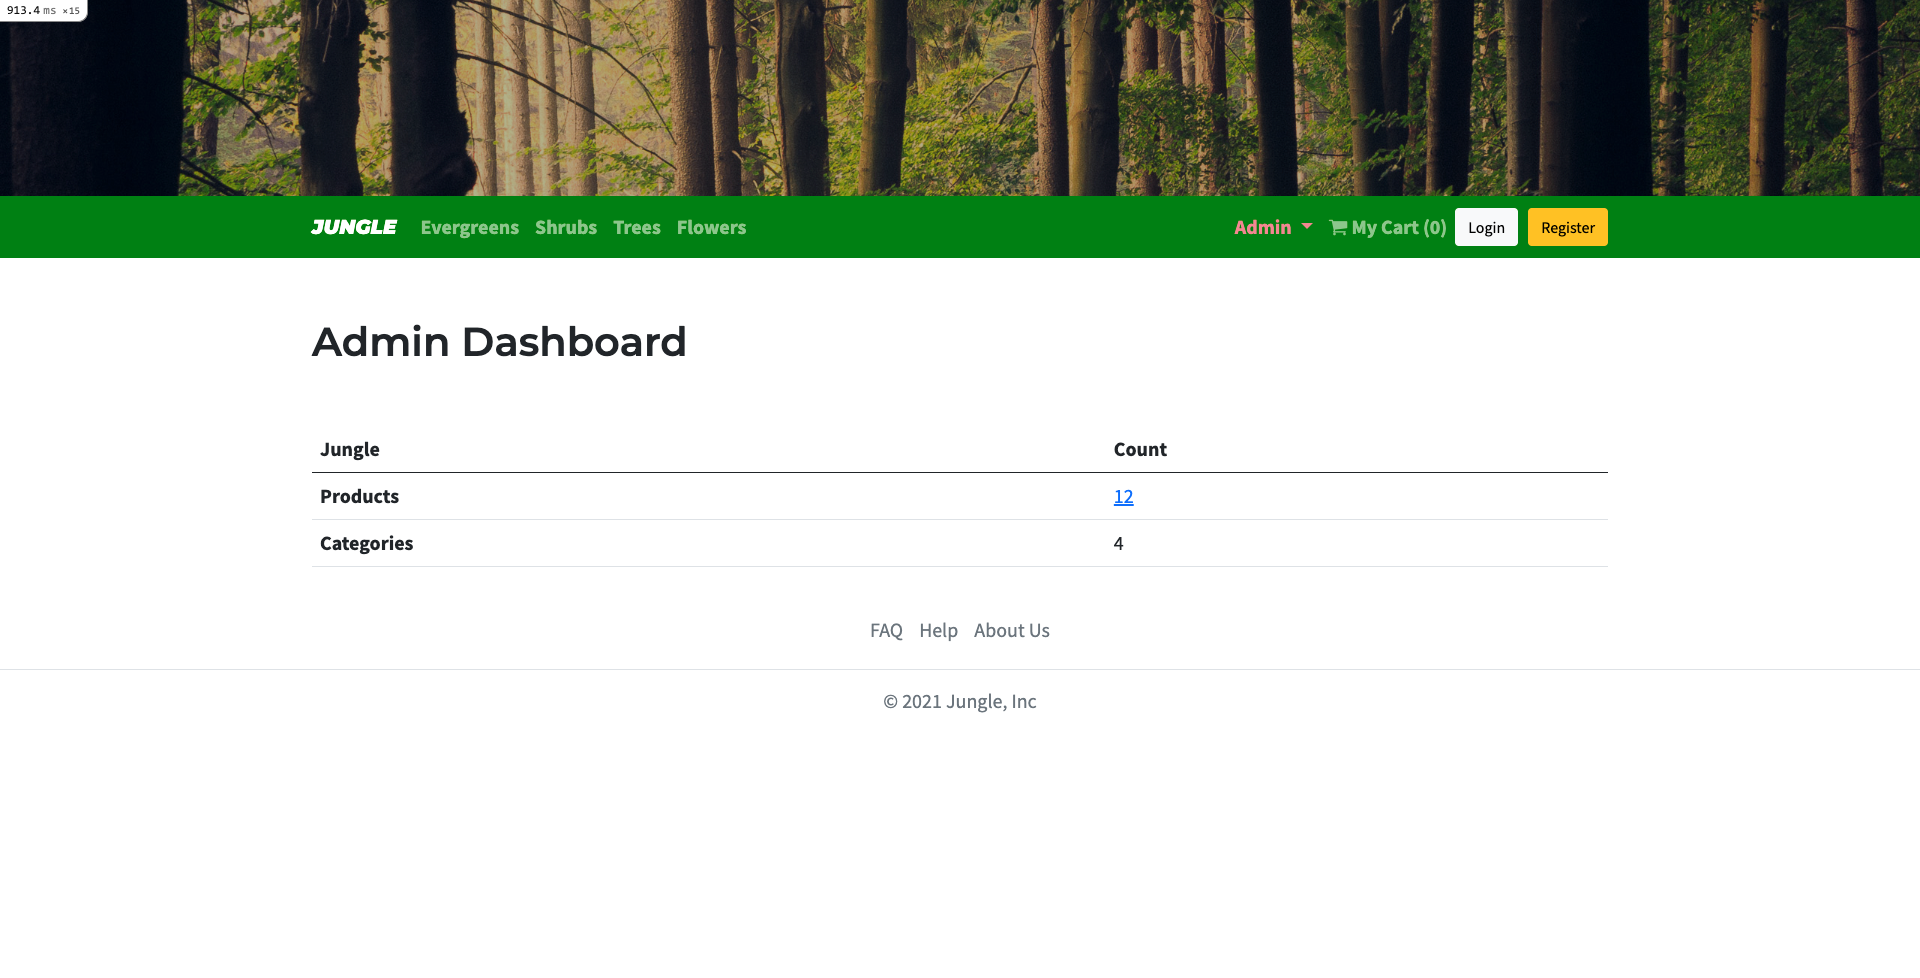 913.4 ms ×15
JUNGLE Evergreens Shrubs Trees Flowers Admin My Cart (0) Login Register
Admin Dashboard
Jungle Count
Products 12
Categories 4
FAQ Help About Us
© 2021 Jungle, Inc